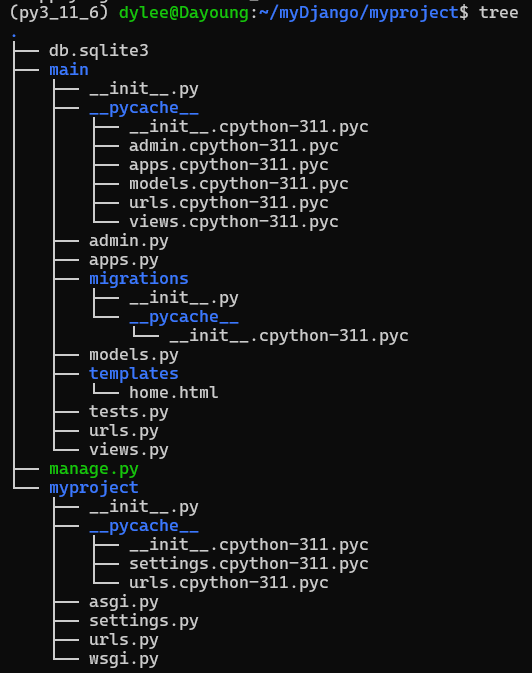 (py3_11_6) dylee@Dayoung:~/myDjango/myproject$ tree
.
├── db.sqlite3
├── main
│   ├── __init__.py
│   ├── __pycache__
│   │   ├── __init__.cpython-311.pyc
│   │   ├── admin.cpython-311.pyc
│   │   ├── apps.cpython-311.pyc
│   │   ├── models.cpython-311.pyc
│   │   ├── urls.cpython-311.pyc
│   │   └── views.cpython-311.pyc
│   ├── admin.py
│   ├── apps.py
│   ├── migrations
│   │   ├── __init__.py
│   │   └── __pycache__
│   │       └── __init__.cpython-311.pyc
│   ├── models.py
│   ├── templates
│   │   └── home.html
│   ├── tests.py
│   ├── urls.py
│   └── views.py
├── manage.py
└── myproject
    ├── __init__.py
    ├── __pycache__
    │   ├── __init__.cpython-311.pyc
    │   ├── settings.cpython-311.pyc
    │   └── urls.cpython-311.pyc
    ├── asgi.py
    ├── settings.py
    ├── urls.py
    └── wsgi.py